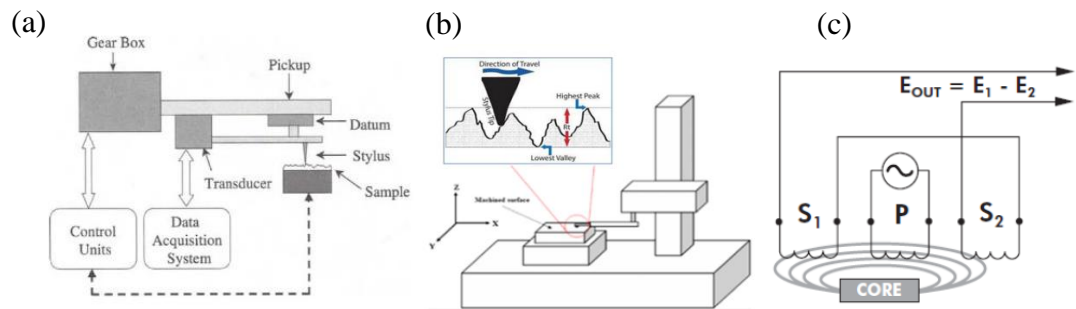 (a)
Gear Box
Pickup
Datum
Stylus
Sample
Transducer
Control
Units
Data
Acquisition
System
(b)
Direction of Travel
Stylus Tip
Highest Peak
Rt
Lowest Valley
Z
X
Y
Machined surface
(c)
EOUT = E1 - E2
S1
P
S2
CORE